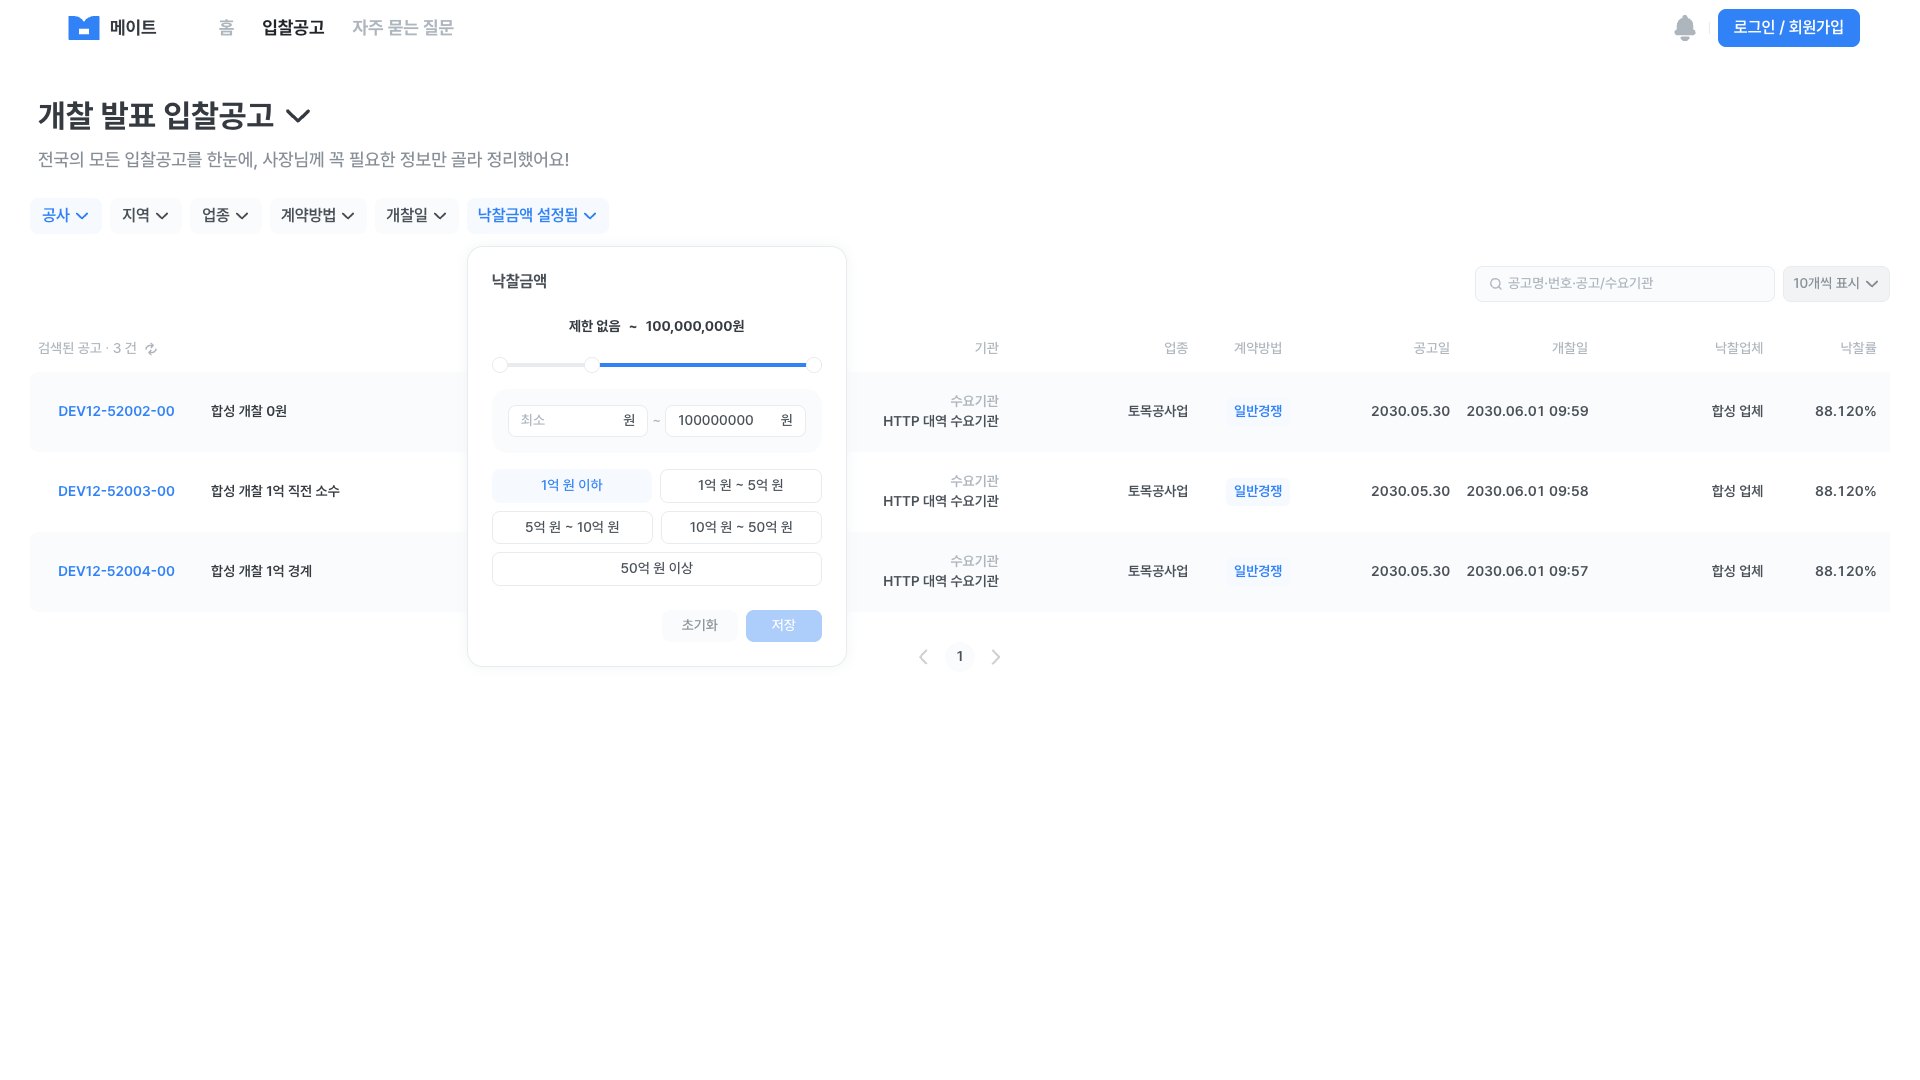 메이트
홈
입찰공고
자주 묻는 질문
로그인 / 회원가입
개찰 발표 입찰공고
전국의 모든 입찰공고를 한눈에, 사장님께 꼭 필요한 정보만 골라 정리했어요!
공사
지역
업종
계약방법
개찰일
낙찰금액 설정됨
낙찰금액
제한 없음 ~ 100,000,000원
최소 원 ~ 100000000 원
1억 원 이하
1억 원 ~ 5억 원
5억 원 ~ 10억 원
10억 원 ~ 50억 원
50억 원 이상
초기화
저장
공고명·번호·공고/수요기관
10개씩 표시
검색된 공고 · 3 건
기관
업종
계약방법
공고일
개찰일
낙찰업체
낙찰률
DEV12-52002-00
합성 개찰 0원
수요기관
HTTP 대역 수요기관
토목공사업
일반경쟁
2030.05.30
2030.06.01 09:59
합성 업체
88.120%
DEV12-52003-00
합성 개찰 1억 직전 소수
수요기관
HTTP 대역 수요기관
토목공사업
일반경쟁
2030.05.30
2030.06.01 09:58
합성 업체
88.120%
DEV12-52004-00
합성 개찰 1억 경계
수요기관
HTTP 대역 수요기관
토목공사업
일반경쟁
2030.05.30
2030.06.01 09:57
합성 업체
88.120%
1